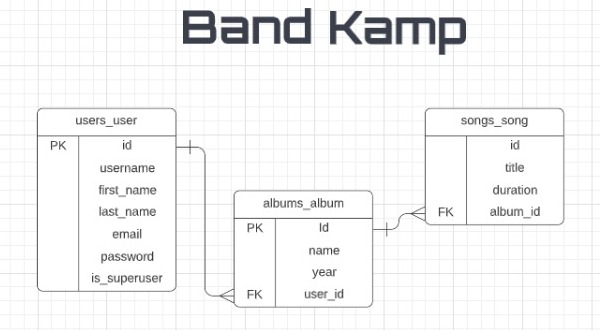 Band Kamp
users_user
PK id
username
first_name
last_name
email
password
is_superuser
albums_album
PK Id
name
year
FK user_id
songs_song
id
title
duration
FK album_id